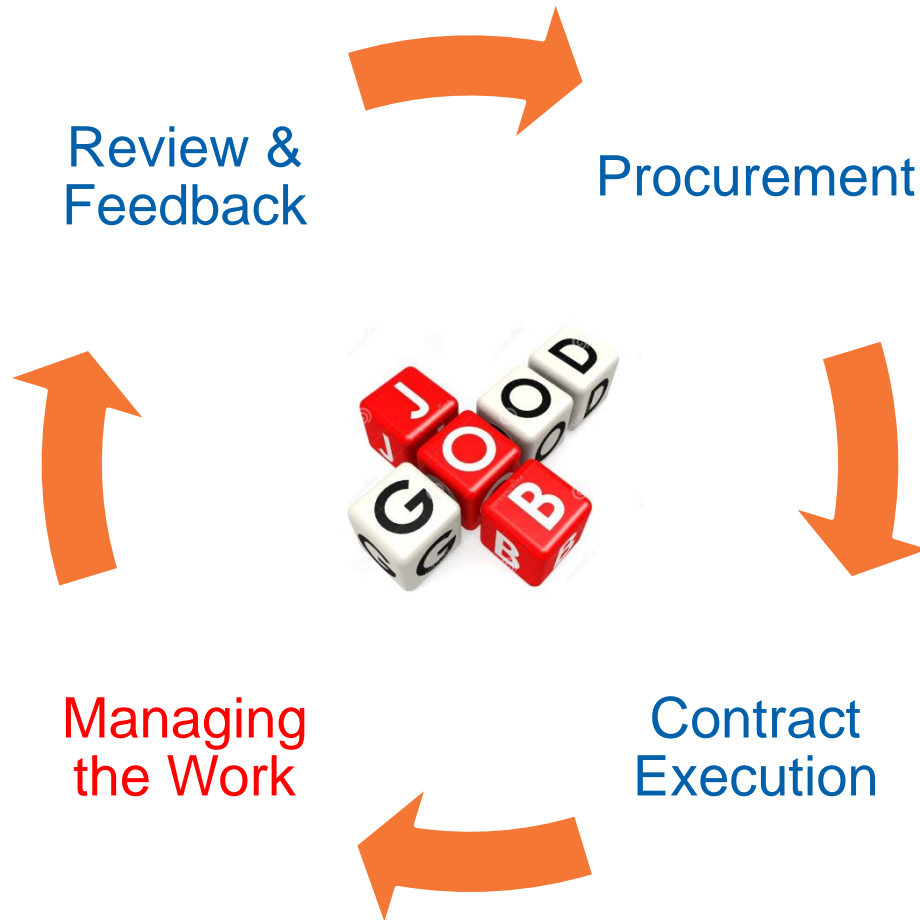 Review &
Feedback
Procurement
GOOD
JOB
Managing
the Work
Contract
Execution